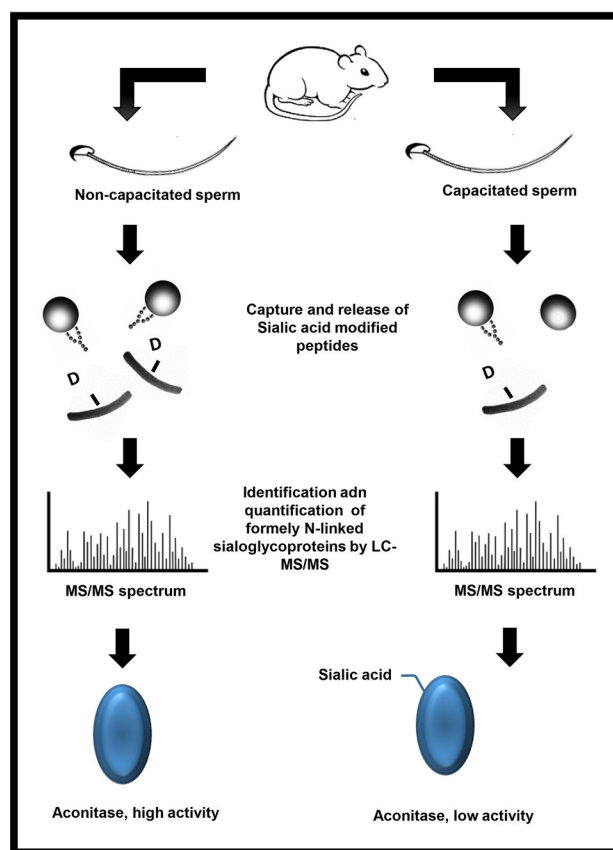 Non-capacitated sperm
Capacitated sperm
Capture and release of
Sialic acid modified
peptides
D
D
D
Identification adn
quantification of
formely N-linked
sialoglycoproteins by LC-
MS/MS
MS/MS spectrum
MS/MS spectrum
Sialic acid
Aconitase, high activity
Aconitase, low activity